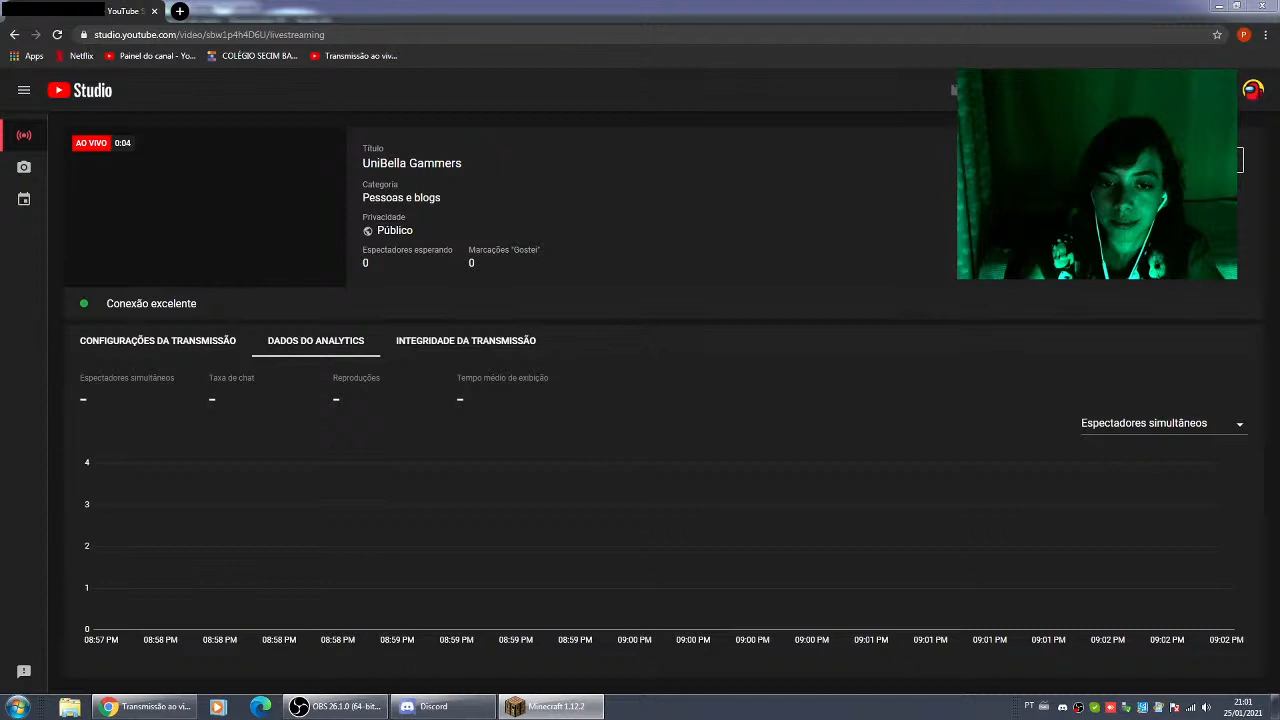 YouTube S
studio.youtube.com/video/sbw1p4h4D6U/livestreaming
P
Apps
Netflix
Painel do canal - Yo...
COLÉGIO SECIM BA...
Transmissão ao viv...
Studio
AO VIVO 0:04
Título
UniBella Gammers
Categoria
Pessoas e blogs
Privacidade
Público
Espectadores esperando
Marcações "Gostei".
0
0
Conexão excelente
CONFIGURAÇÕES DA TRANSMISSÃO
DADOS DO ANALYTICS
INTEGRIDADE DA TRANSMISSÃO
Espectadores simultâneos
Taxa de chat
Reproduções
Tempo médio de exibição
–
–
–
–
Espectadores simultâneos
4
3
2
1
0
08:57 PM 08:58 PM 08:58 PM 08:58 PM 08:58 PM 08:59 PM 08:59 PM 08:59 PM 08:59 PM 09:00 PM 09:00 PM 09:00 PM 09:00 PM 09:01 PM 09:01 PM 09:01 PM 09:01 PM 09:02 PM 09:02 PM 09:02 PM
Transmissão ao vi...
OBS 26.1.0 (64-bit...
Discord
Minecraft 1.12.2
PT
21:01
25/01/2021